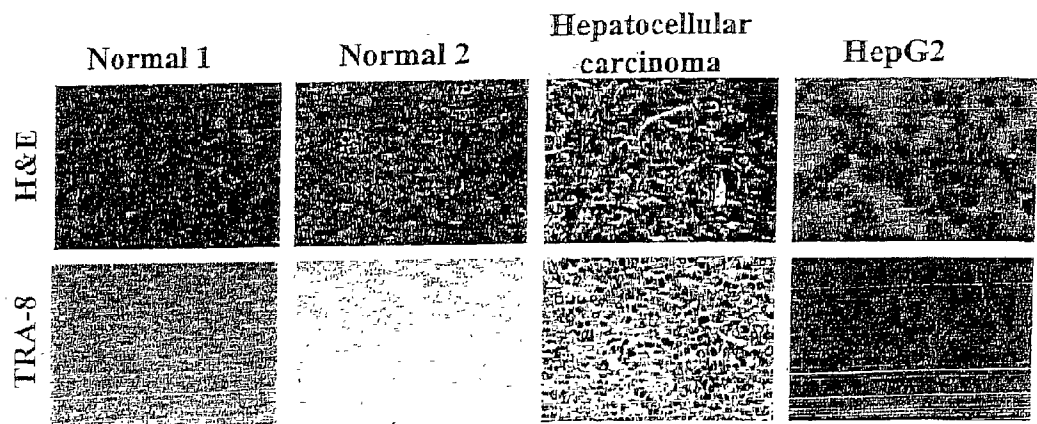 Normal 1
Normal 2
Hepatocellular
carcinoma
HepG2
H&E
TRA-8